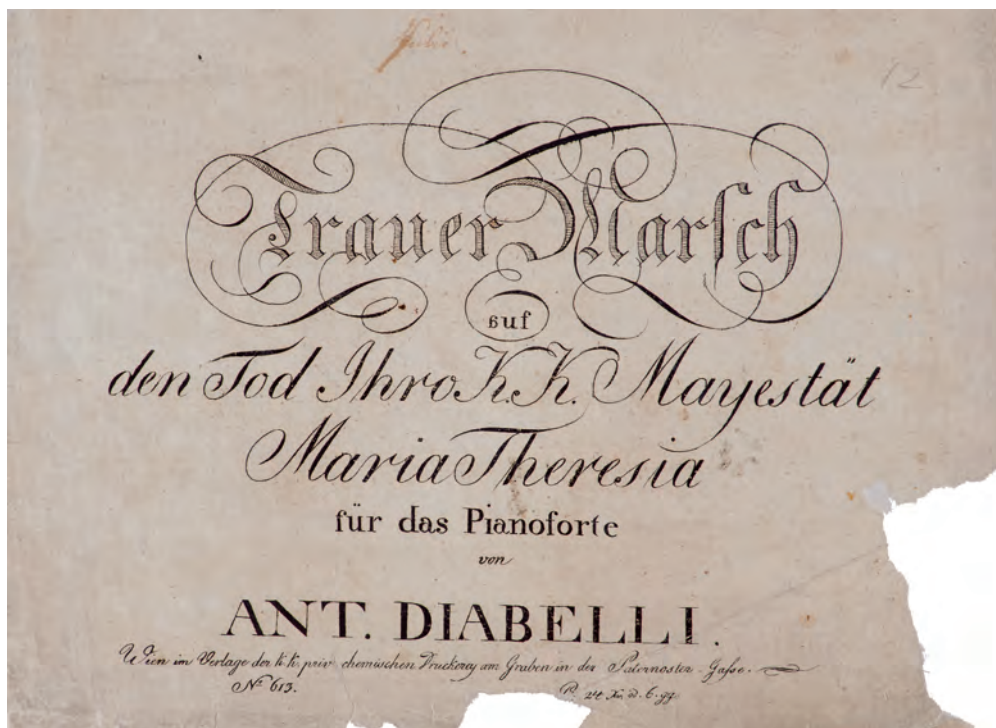 12
Trauer Marsch
auf
den Tod Ihro K.K. Mayestät
Maria Theresia
für das Pianoforte
von
ANT. DIABELLI.
Wien im Verlage der k. k. priv. chemischen Druckerey am Graben in der Paternoster-Gasse.
Nº 613.